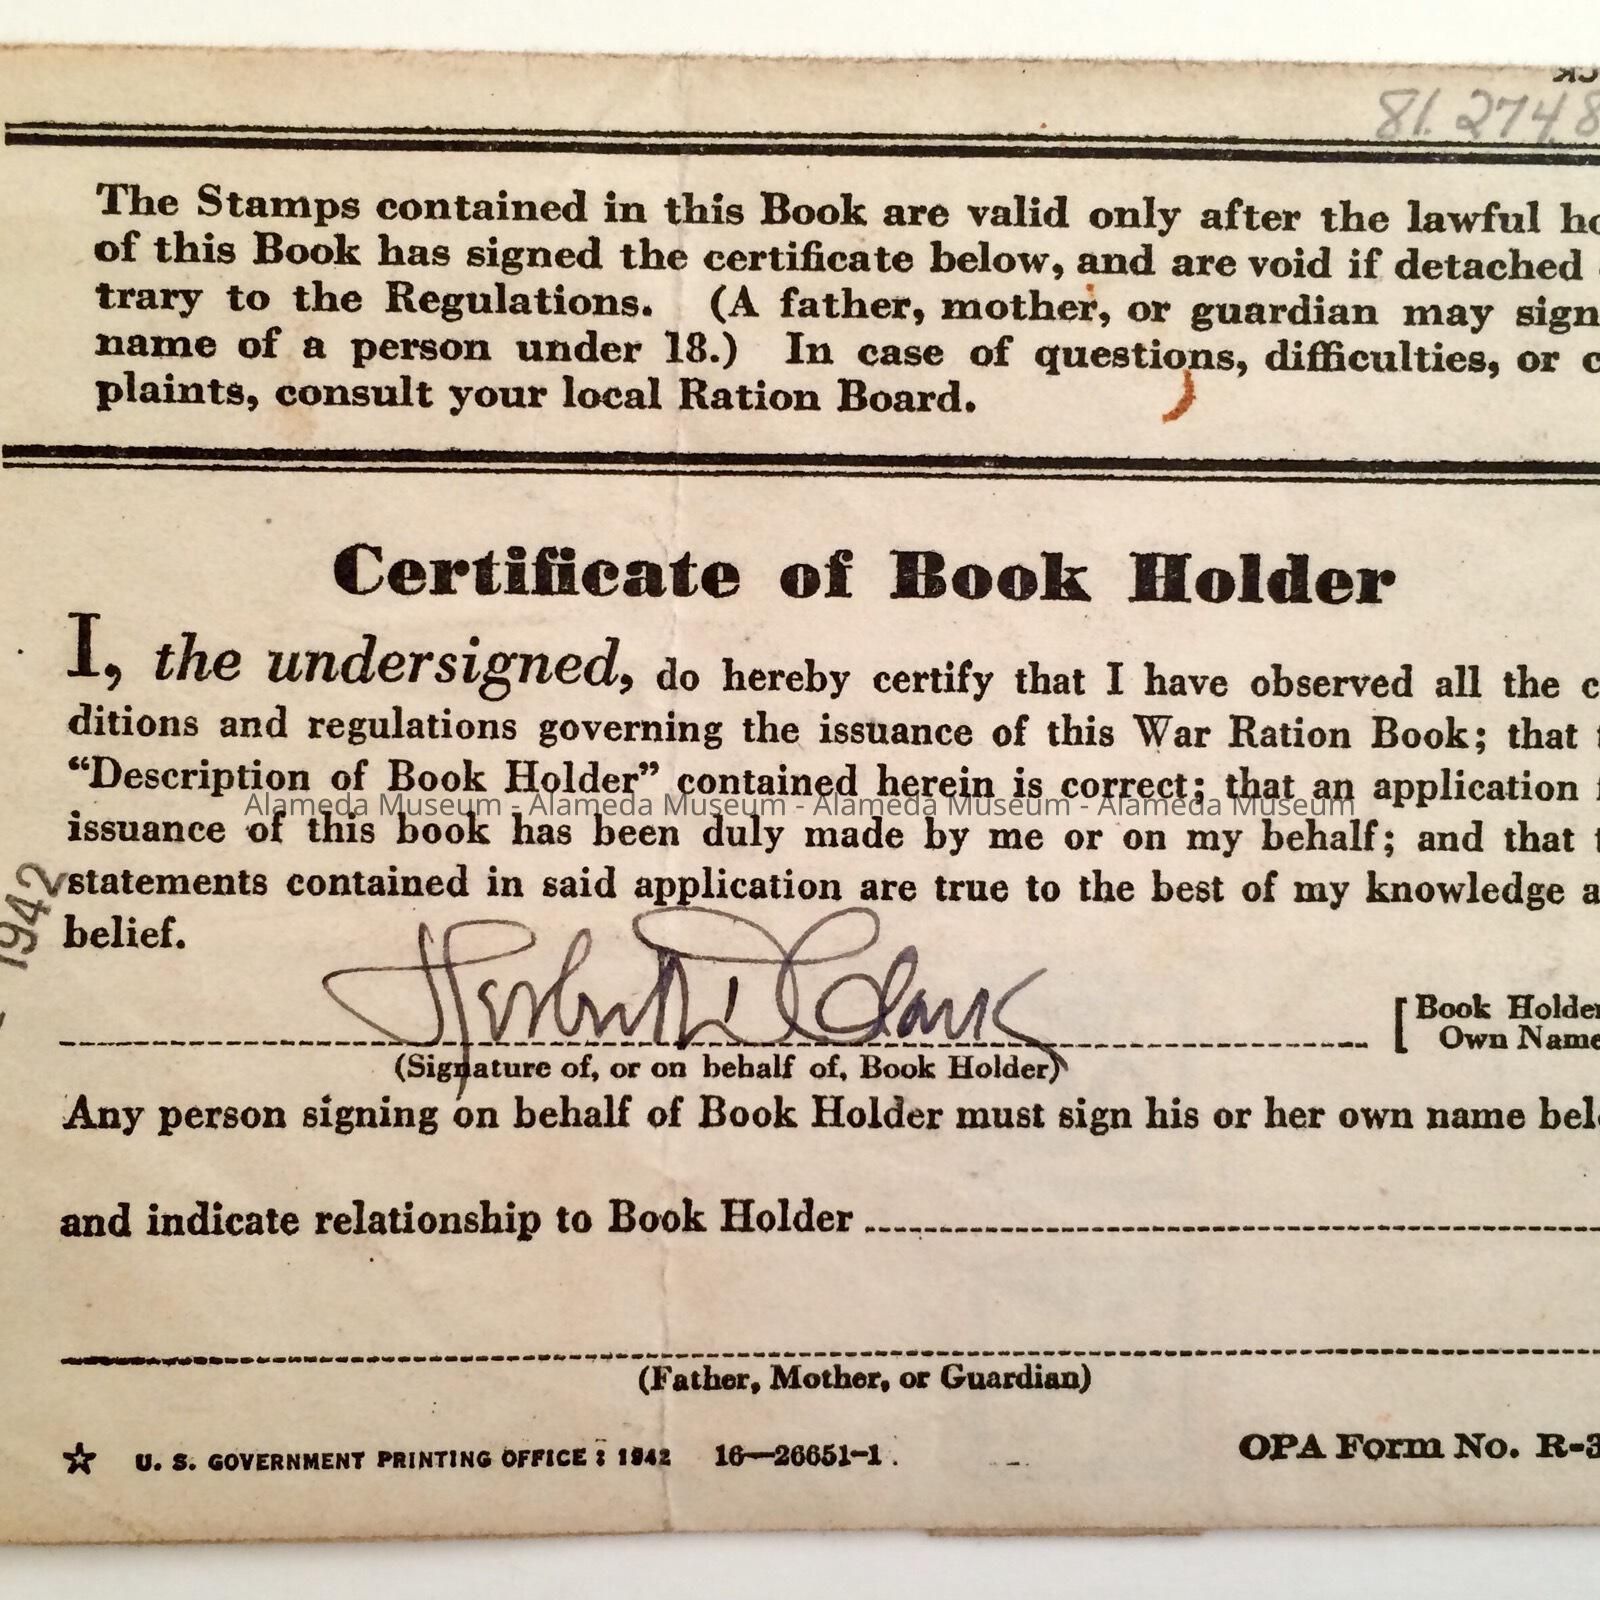 81.2748
The Stamps contained in this Book are valid only after the lawful ho
of this Book has signed the certificate below, and are void if detached
trary to the Regulations. (A father, mother, or guardian may sign
name of a person under 18.) In case of questions, difficulties, or c
plaints, consult your local Ration Board.
Certificate of Book Holder
I, the undersigned, do hereby certify that I have observed all the c
ditions and regulations governing the issuance of this War Ration Book; that t
“Description of Book Holder” contained herein is correct; that an application f
Alameda Museum - Alameda Museum - Alameda Museum - Alameda Museum
issuance of this book has been duly made by me or on my behalf; and that t
statements contained in said application are true to the best of my knowledge a
1942
belief.
Herbert D Clark
[Book Holder
Own Name
(Signature of, or on behalf of, Book Holder)
Any person signing on behalf of Book Holder must sign his or her own name bel
and indicate relationship to Book Holder
(Father, Mother, or Guardian)
☆ U. S. GOVERNMENT PRINTING OFFICE : 1942 16—26651-1
OPA Form No. R-3